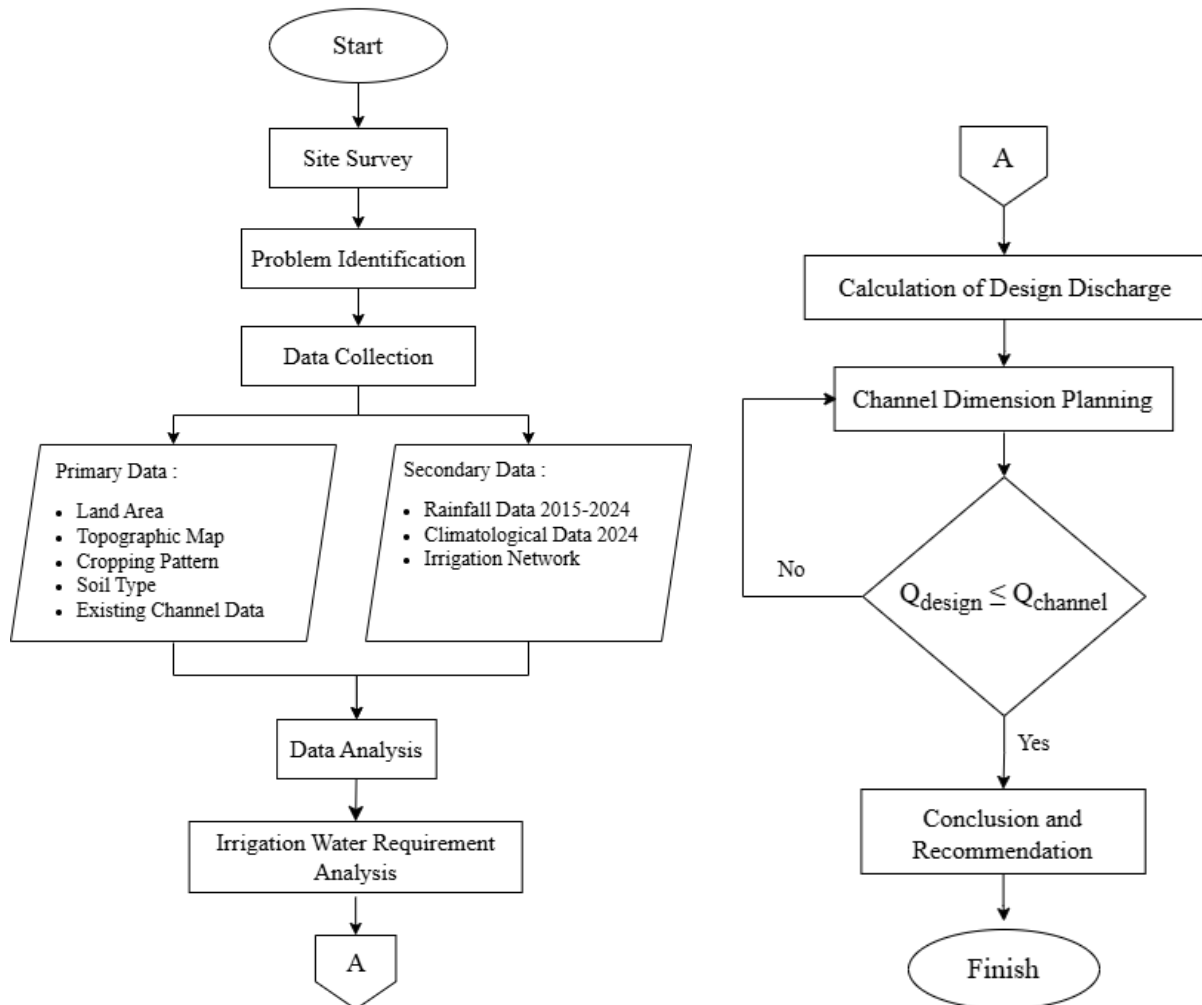 Start
Site Survey
Problem Identification
Data Collection
Primary Data :
• Land Area
• Topographic Map
• Cropping Pattern
• Soil Type
• Existing Channel Data
Secondary Data :
• Rainfall Data 2015-2024
• Climatological Data 2024
• Irrigation Network
Data Analysis
Irrigation Water Requirement
Analysis
A
A
Calculation of Design Discharge
Channel Dimension Planning
No
Qdesign ≤ Qchannel
Yes
Conclusion and
Recommendation
Finish